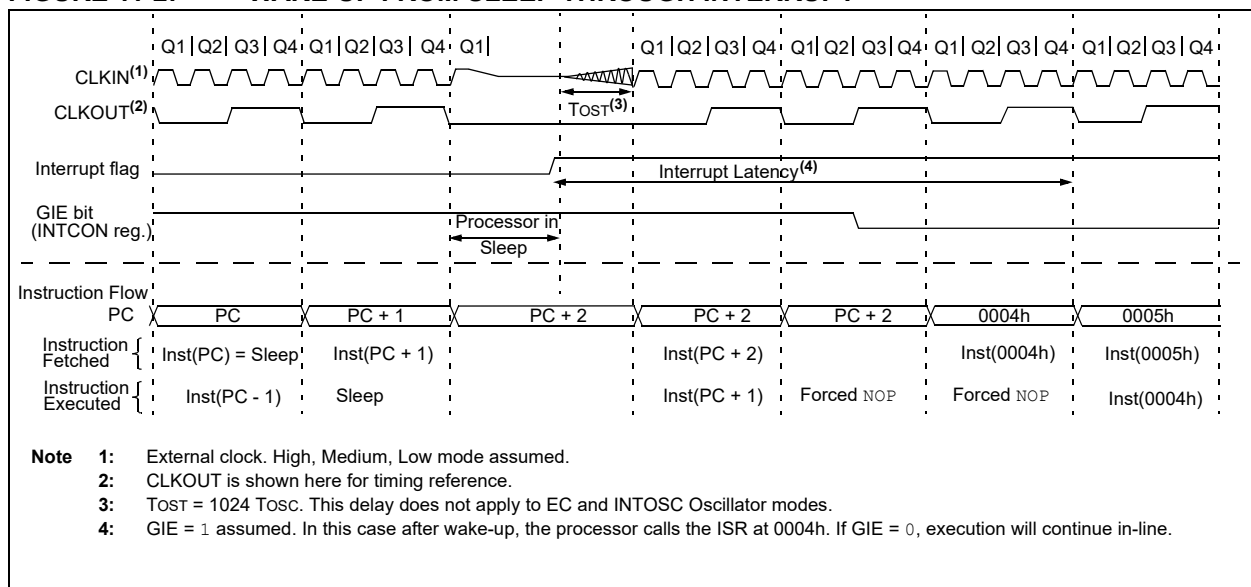 Q1| Q2| Q3| Q4 Q1 |Q2| Q3| Q4 Q1| Q1|Q2|Q3|Q4 Q1|Q2|Q3|Q4 Q1|Q2|Q3|Q4 Q1|Q2|Q3|Q4
CLKIN(1)
CLKOUT(2)
TOST(3)
Interrupt flag
Interrupt Latency(4)
GIE bit
(INTCON reg.)
Processor in
Sleep
Instruction Flow
PC PC PC + 1 PC + 2 PC + 2 PC + 2 0004h 0005h
Instruction
Fetched
Inst(PC) = Sleep Inst(PC + 1) Inst(PC + 2) Inst(0004h) Inst(0005h)
Instruction
Executed
Inst(PC - 1) Sleep Inst(PC + 1) Forced NOP Forced NOP Inst(0004h)
Note 1: External clock. High, Medium, Low mode assumed.
2: CLKOUT is shown here for timing reference.
3: TOST = 1024 TOSC. This delay does not apply to EC and INTOSC Oscillator modes.
4: GIE = 1 assumed. In this case after wake-up, the processor calls the ISR at 0004h. If GIE = 0, execution will continue in-line.